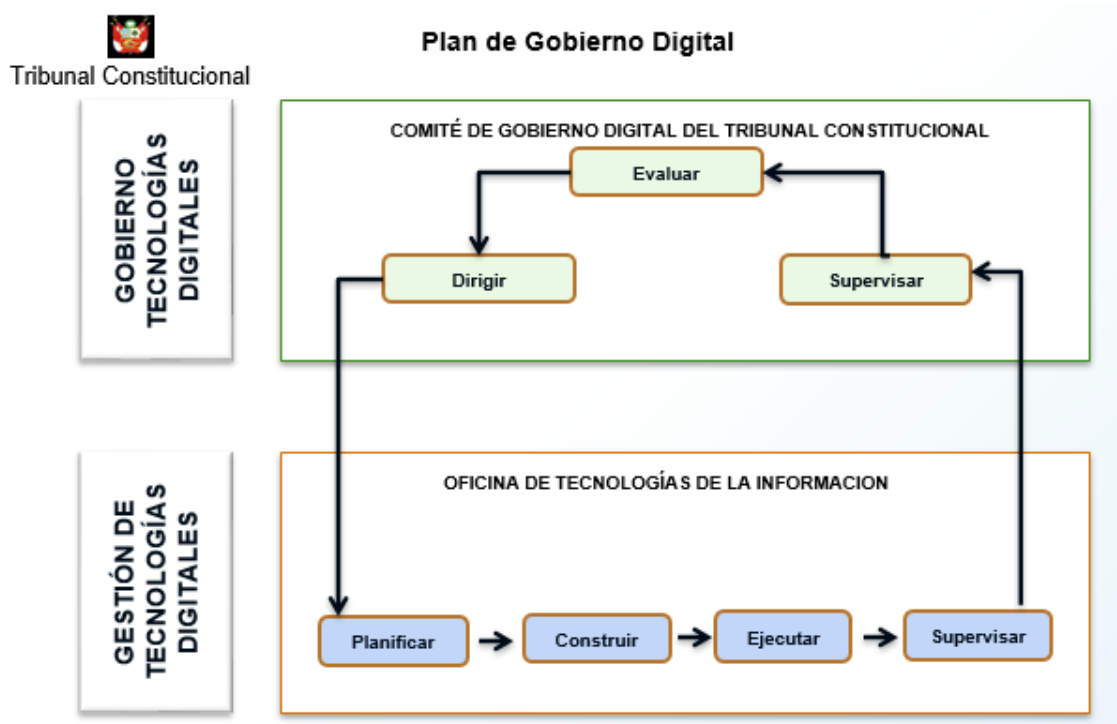 Tribunal Constitucional
Plan de Gobierno Digital
GOBIERNO
TECNOLOGÍAS
DIGITALES
COMITÉ DE GOBIERNO DIGITAL DEL TRIBUNAL CONSTITUCIONAL
Evaluar
Dirigir
Supervisar
GESTIÓN DE
TECNOLOGÍAS
DIGITALES
OFICINA DE TECNOLOGÍAS DE LA INFORMACION
Planificar
Construir
Ejecutar
Supervisar